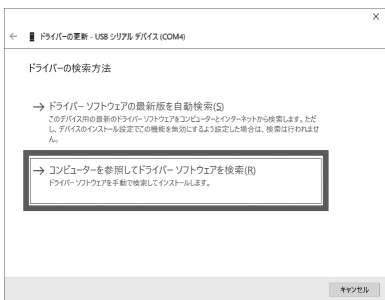 ×
← ドライバーの更新 - USB シリアル デバイス (COM4)
ドライバーの検索方法
→ ドライバー ソフトウェアの最新版を自動検索(S)
このデバイス用の最新のドライバー ソフトウェアをコンピューターとインターネットから検索します。ただ
し、デバイスのインストール設定でこの機能を無効にするよう設定した場合は、検索は行われませ
ん。
→ コンピューターを参照してドライバー ソフトウェアを検索(R)
ドライバー ソフトウェアを手動で検索してインストールします。
キャンセル